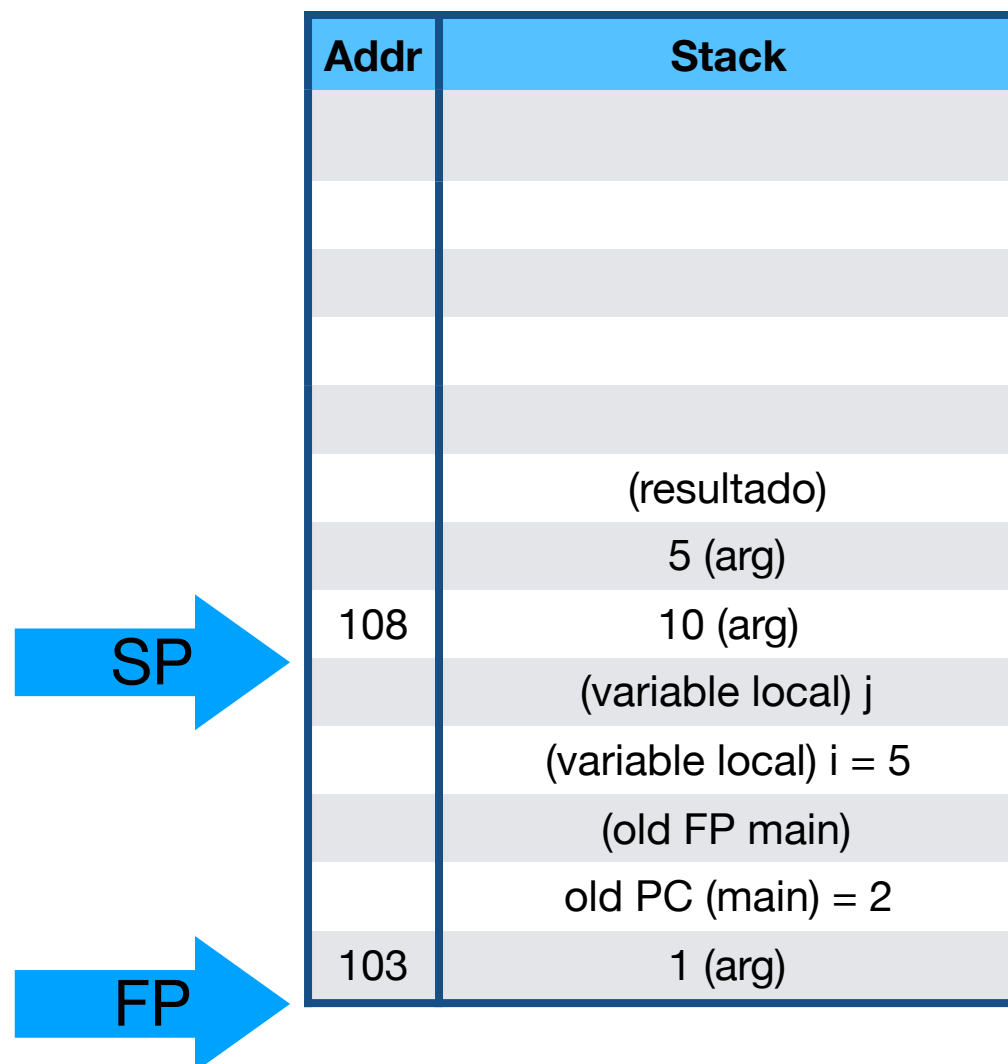 Addr Stack
(resultado)
5 (arg)
108 10 (arg)
SP
(variable local) j
(variable local) i = 5
(old FP main)
old PC (main) = 2
103 1 (arg)
FP